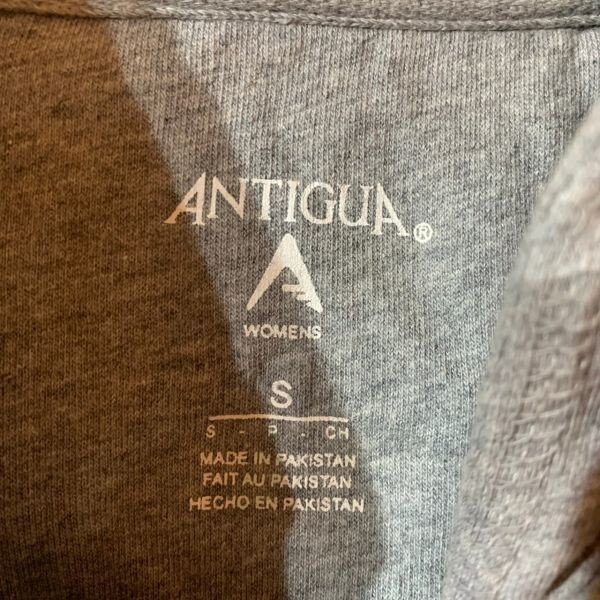 ANTIGUA®
WOMENS
S
S - P - CH
MADE IN PAKISTAN
FAIT AU PAKISTAN
HECHO EN PAKISTAN